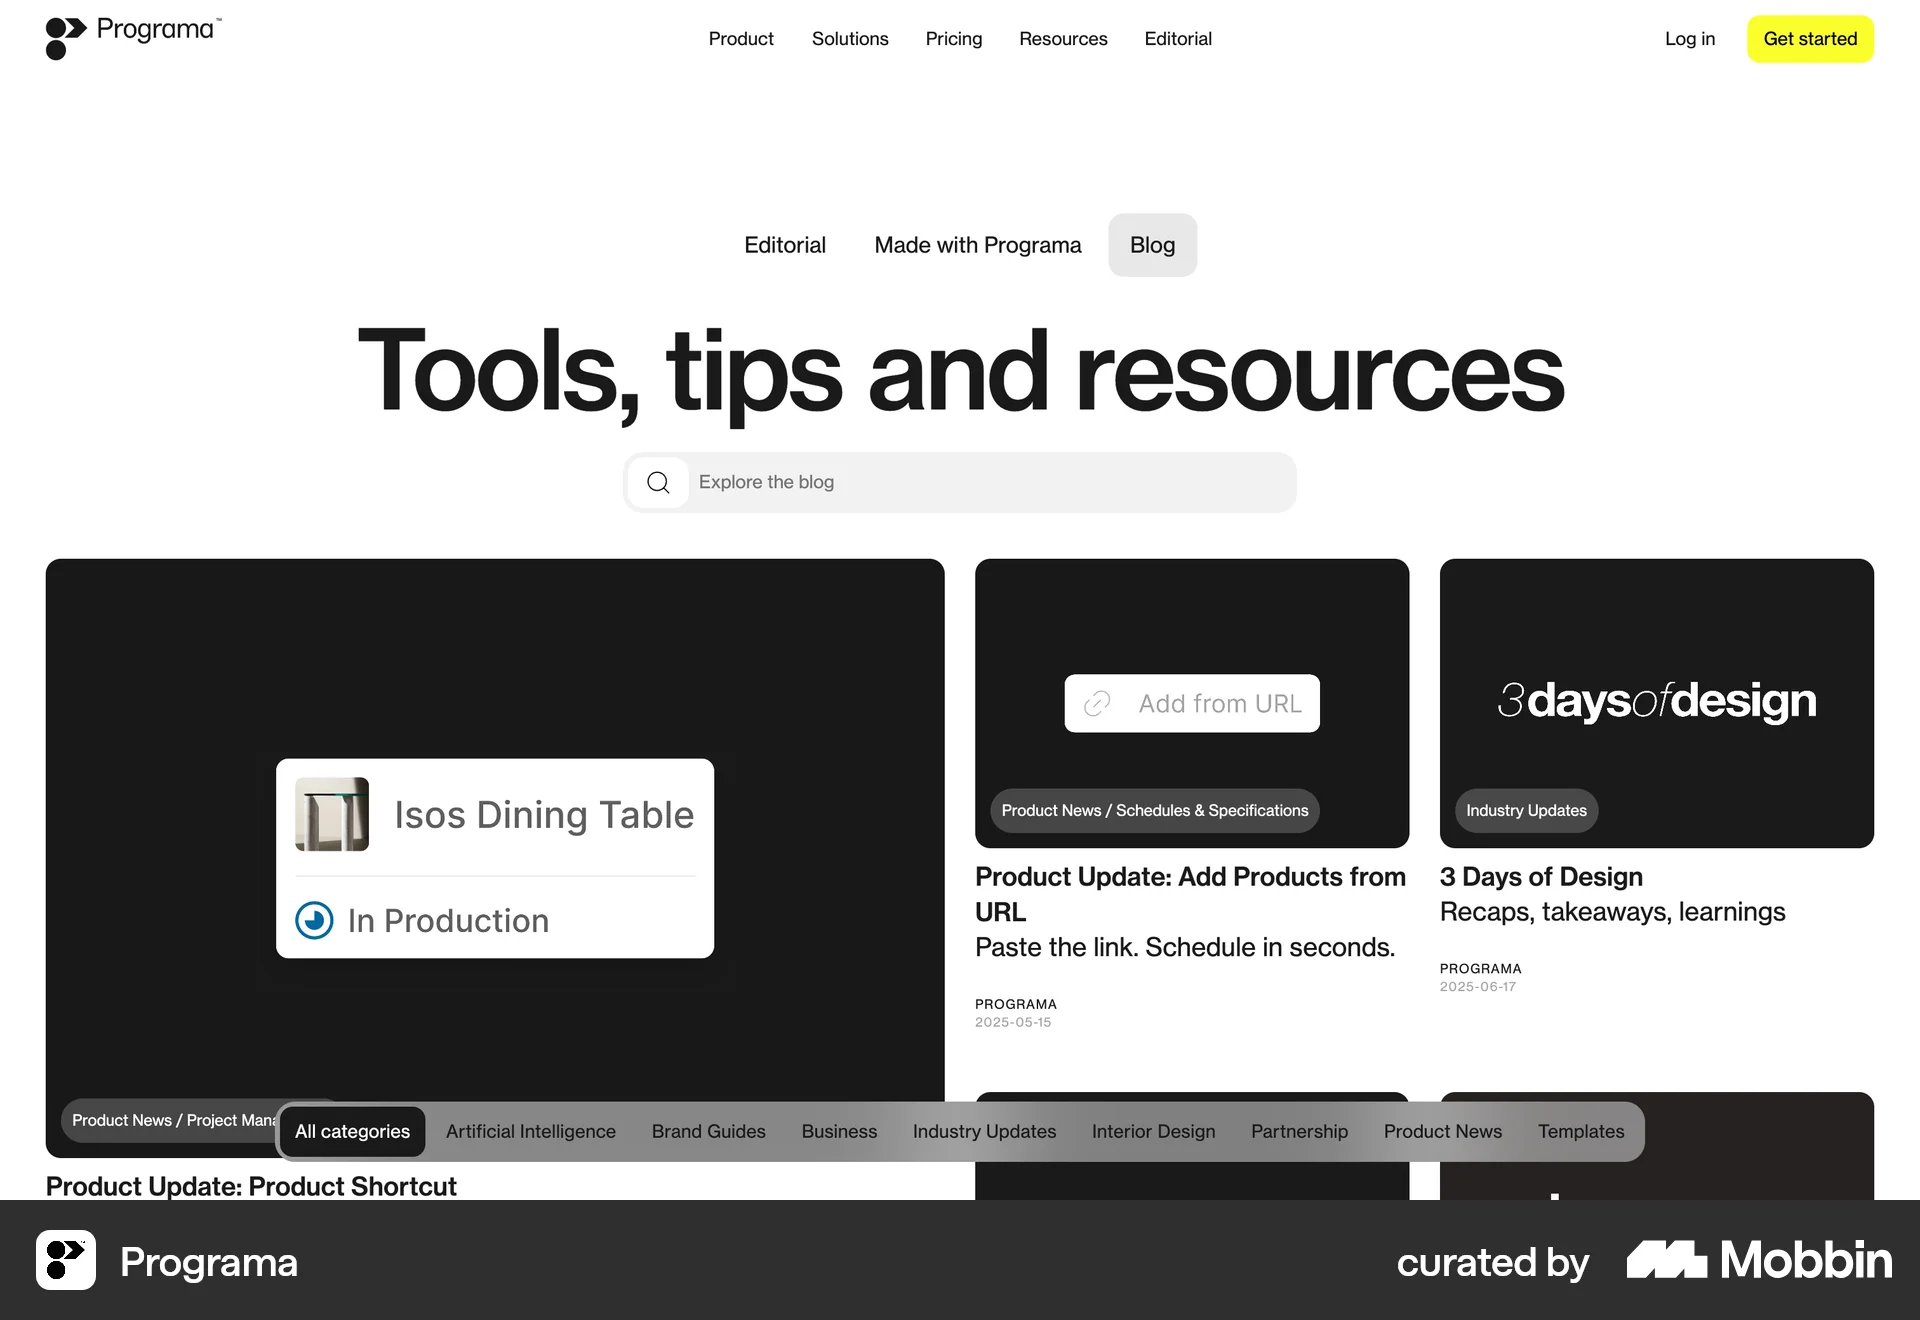 Programa™
Product Solutions Pricing Resources Editorial
Log in Get started
Editorial Made with Programa Blog
Tools, tips and resources
Explore the blog
Isos Dining Table
In Production
Product News / Project
Product Update: Product Shortcut
Add from URL
Product News / Schedules & Specifications
Product Update: Add Products from
URL
Paste the link. Schedule in seconds.
PROGRAMA
2025-05-15
3daysofdesign
Industry Updates
3 Days of Design
Recaps, takeaways, learnings
PROGRAMA
2025-06-17
All categories Artificial Intelligence Brand Guides Business Industry Updates Interior Design Partnership Product News Templates
Programa
curated by Mobbin